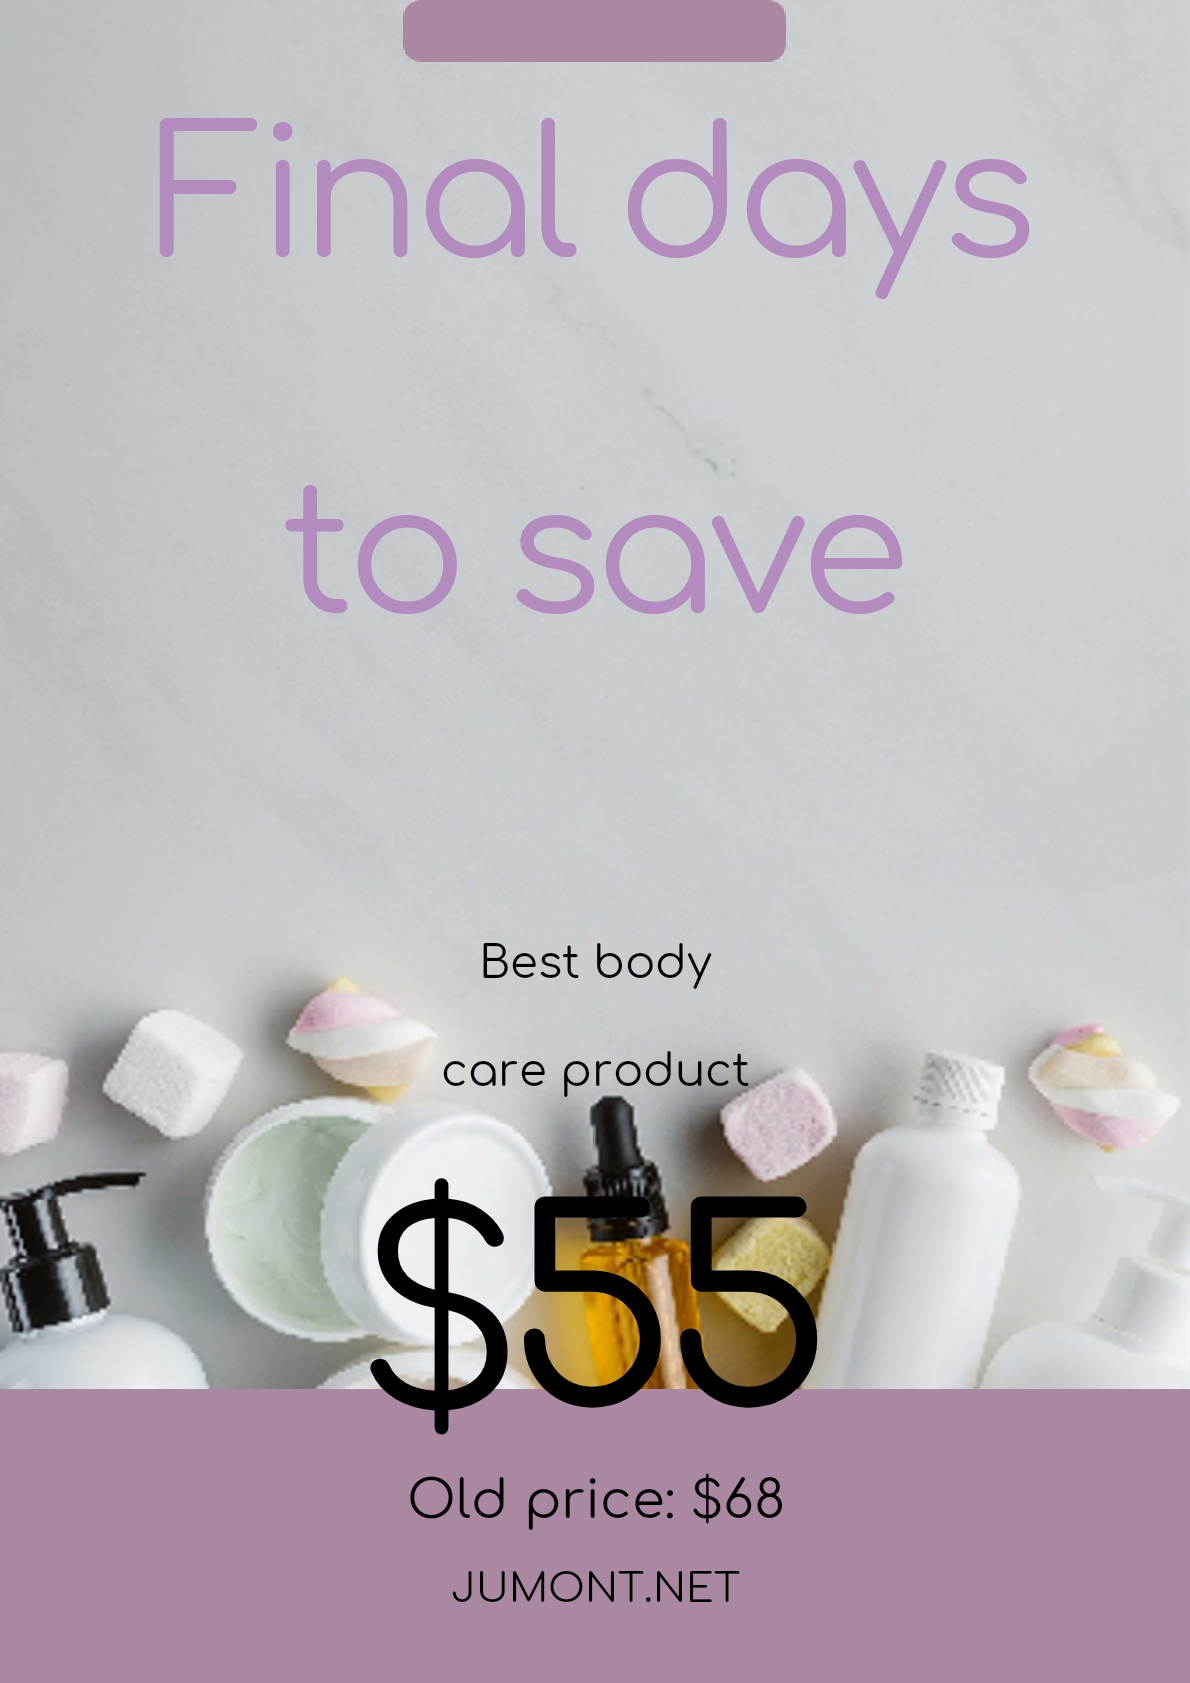 Final days
to save
Best body
care product
$55
Old price: $68
JUMONT.NET